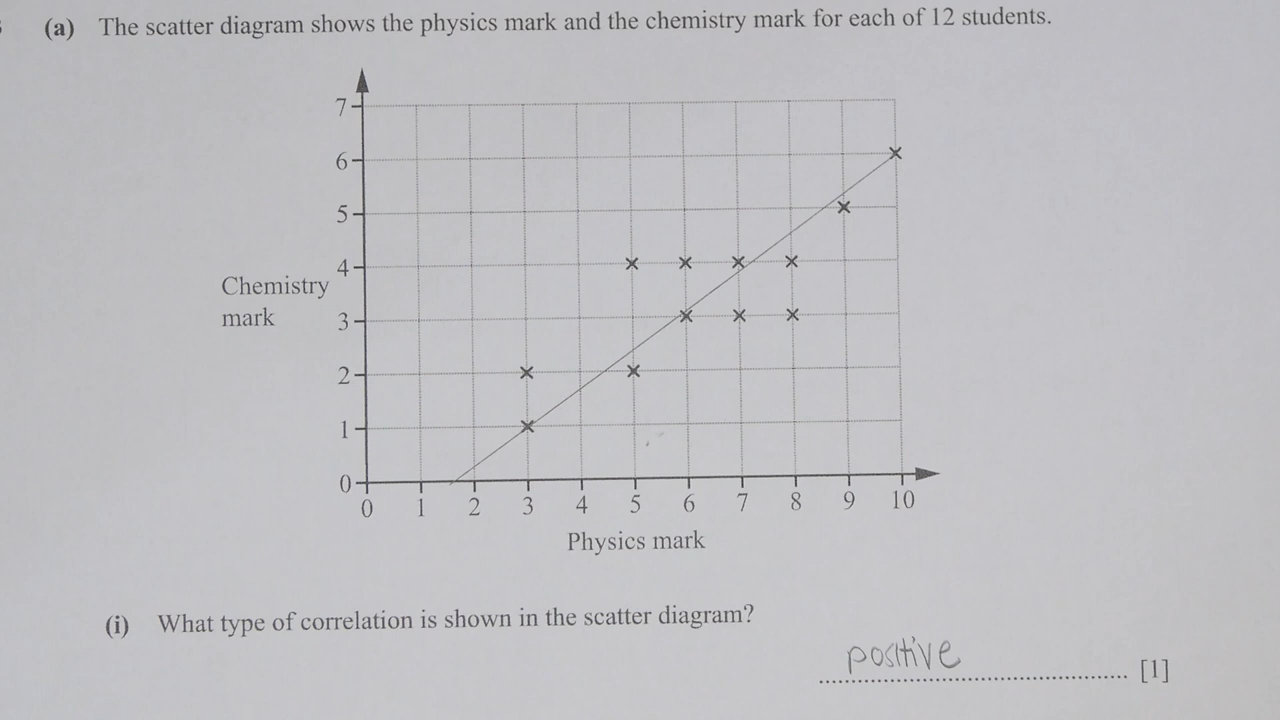 (a) The scatter diagram shows the physics mark and the chemistry mark for each of 12 students.
7
6
5
4
Chemistry
mark
3
2
1
0
0 1 2 3 4 5 6 7 8 9 10
Physics mark
(i) What type of correlation is shown in the scatter diagram?
positive
[1]